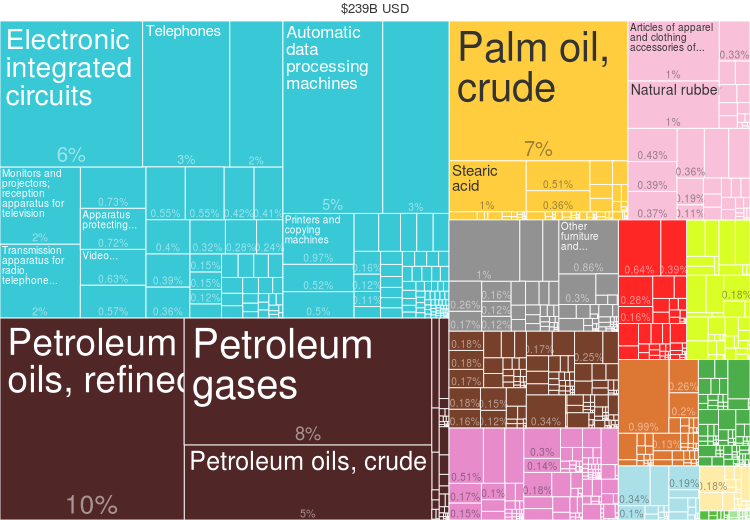 $239B USD
Electronic
integrated
circuits
6%
Telephones
3%
2%
Automatic
data
processing
machines
5%
3%
Monitors and
projectors;
reception
apparatus for
television
2%
0.73%
Apparatus
protecting...
0.72%
Video...
0.63%
0.57%
Transmission
apparatus for
radio,
telephone...
2%
0.55%
0.55%
0.42%
0.41%
0.4%
0.32%
0.28%
0.24%
0.39%
0.15%
0.15%
0.12%
0.36%
Printers and
copying
machines
0.97%
0.16%
0.52%
0.12%
0.11%
0.5%
Petroleum
oils, refined
10%
Petroleum
gases
8%
Petroleum oils, crude
5%
Palm oil,
crude
7%
Stearic
acid
1%
0.51%
0.36%
Articles of apparel
and clothing
accessories of...
1%
0.33%
Natural rubbe
1%
0.43%
0.36%
0.39%
0.19%
0.37%
0.11%
1%
Other
furniture
and...
0.86%
0.26%
0.16%
0.3%
0.12%
0.17%
0.12%
0.64%
0.39%
0.28%
0.16%
0.18%
0.18%
0.17%
0.25%
0.18%
0.17%
0.18%
0.15%
0.16%
0.12%
0.34%
0.26%
0.2%
0.99%
0.13%
0.3%
0.14%
0.51%
0.17%
0.1%
0.18%
0.15%
0.34%
0.19%
0.18%
0.1%